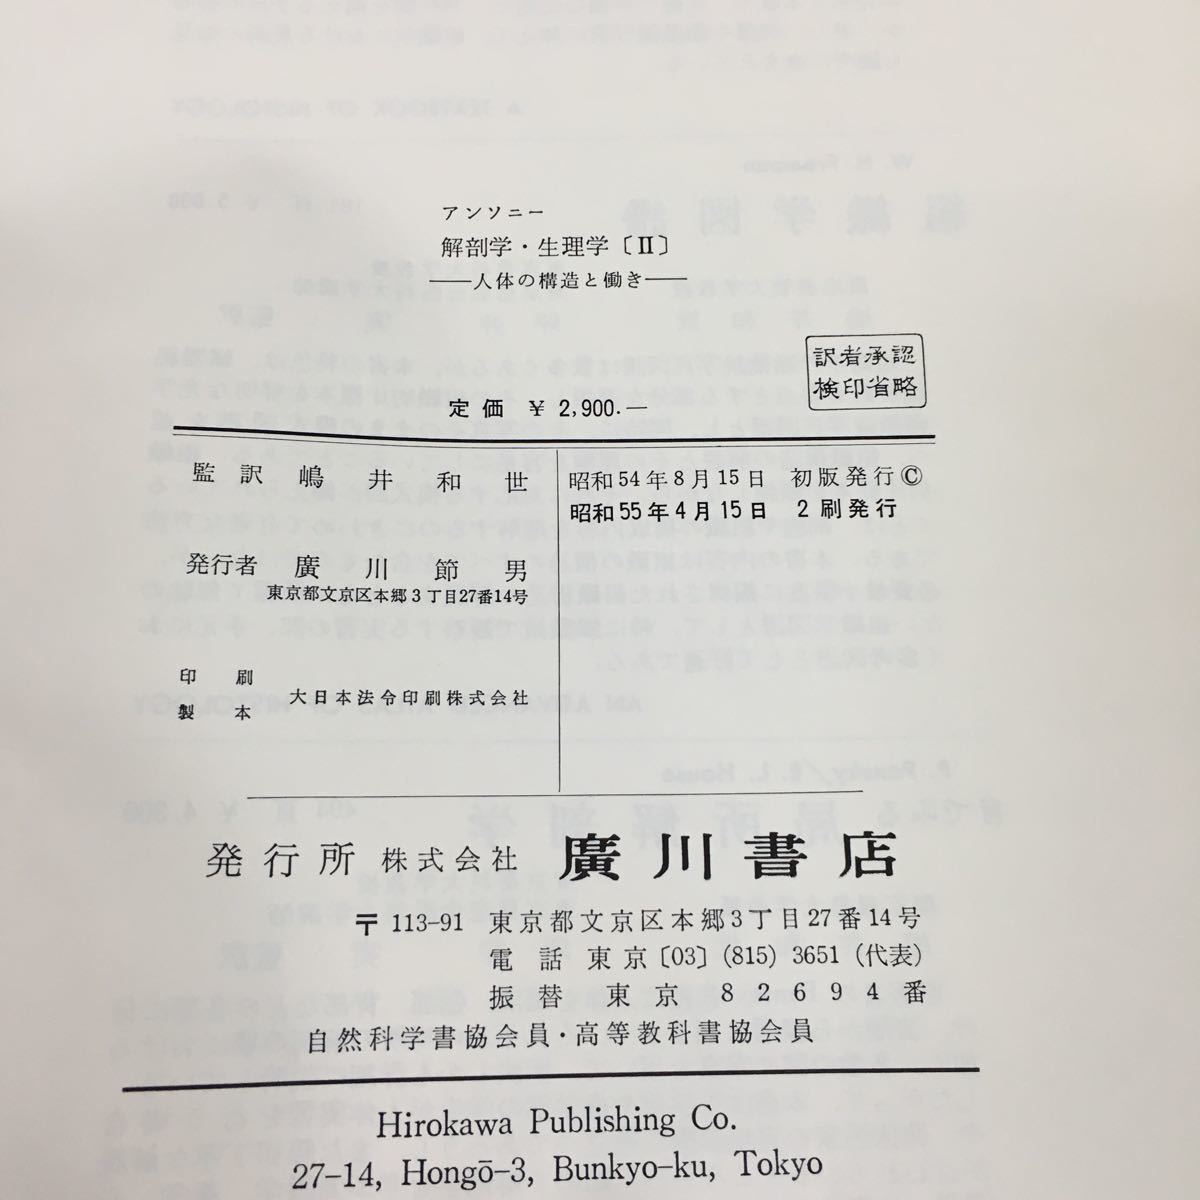 アンソニー
解剖学・生理学〔Ⅱ〕
——人体の構造と働き——
訳者承認
検印省略
定価 ¥ 2,900.—
監訳 嶋井和世
昭和54年8月15日 初版発行©
昭和55年4月15日 2刷発行
発行者 廣川節男
東京都文京区本郷3丁目27番14号
印刷
製本
大日本法令印刷株式会社
発行所 株式会社 廣川書店
〒113-91 東京都文京区本郷3丁目27番14号
電話 東京〔03〕(815) 3651 (代表)
振替 東京 82694番
自然科学書協会員・高等教科書協会員
Hirokawa Publishing Co.
27-14, Hongō-3, Bunkyo-ku, Tokyo